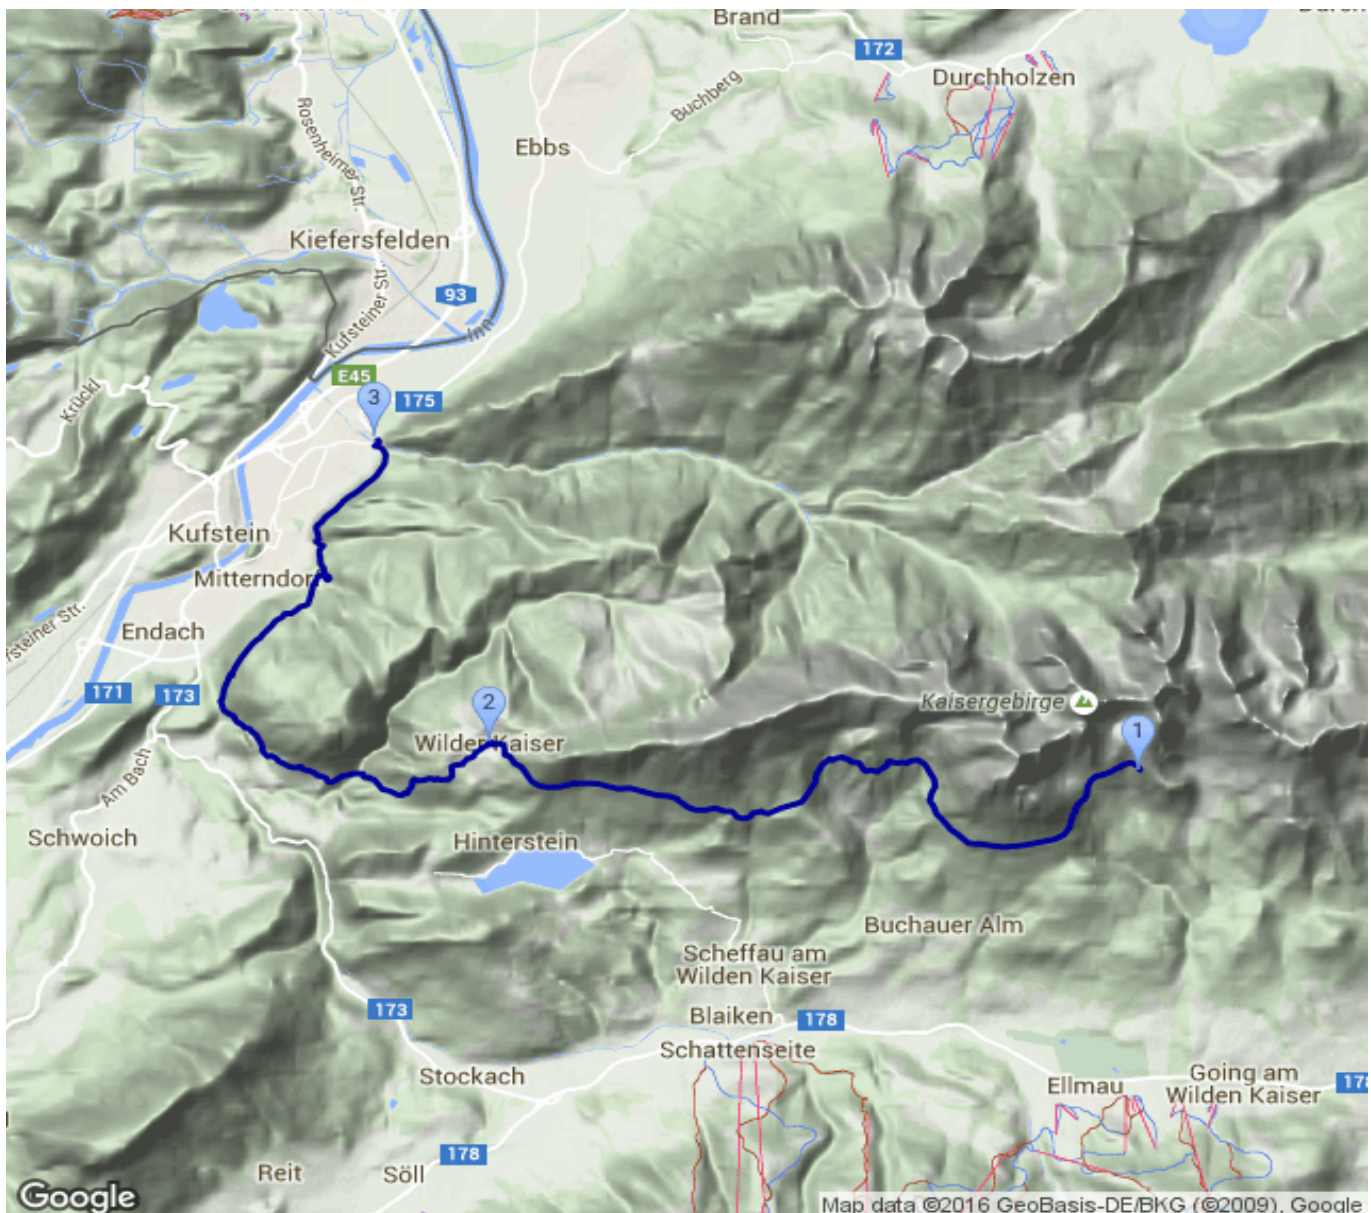 Brand
172
Durchholzen
Buchberg
Rosenheimer Str.
Ebbs
Kiefersfelden
93
Inn
Kufsteiner Str.
E45
3
175
Krückl
Kufstein
Mitterndorf
Endach
171
173
2
Kaisergebirge
1
Wilder Kaiser
Am Bach
Schwoich
Hinterstein
Buchauer Alm
Scheffau am
Wilden Kaiser
173
Blaiken
178
Schattenseite
Stockach
Ellmau
Going am
Wilden Kaiser
178
Reit
Söll
Google
Map data ©2016 GeoBasis-DE/BKG (©2009), Google